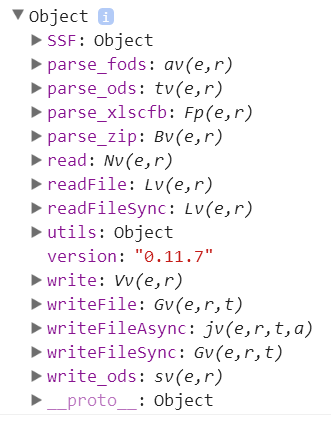 Object i
SSF: Object
parse_fods: av(e,r)
parse_ods: tv(e,r)
parse_xlscfb: Fp(e,r)
parse_zip: Bv(e,r)
read: Nv(e,r)
readFile: Lv(e,r)
readFileSync: Lv(e,r)
utils: Object
version: "0.11.7"
write: Vv(e,r)
writeFile: Gv(e,r,t)
writeFileAsync: jv(e,r,t,a)
writeFileSync: Gv(e,r,t)
write_ods: sv(e,r)
__proto__: Object